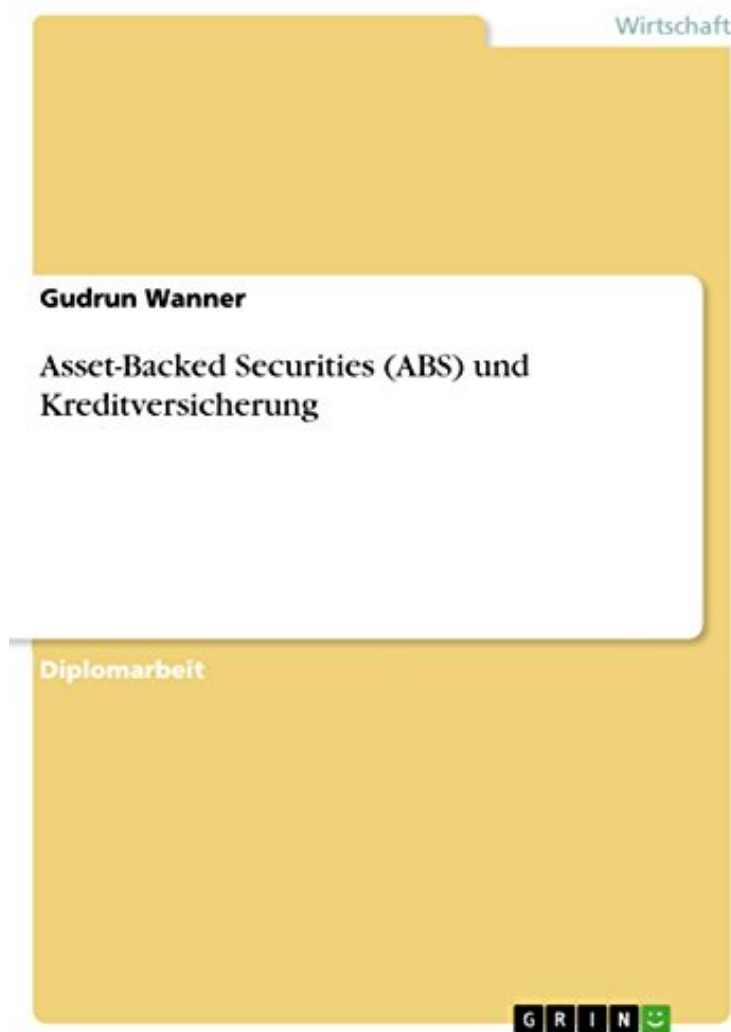 Wirtschaft
Gudrun Wanner
Asset-Backed Securities (ABS) und
Kreditversicherung
Diplomarbeit
GRIN